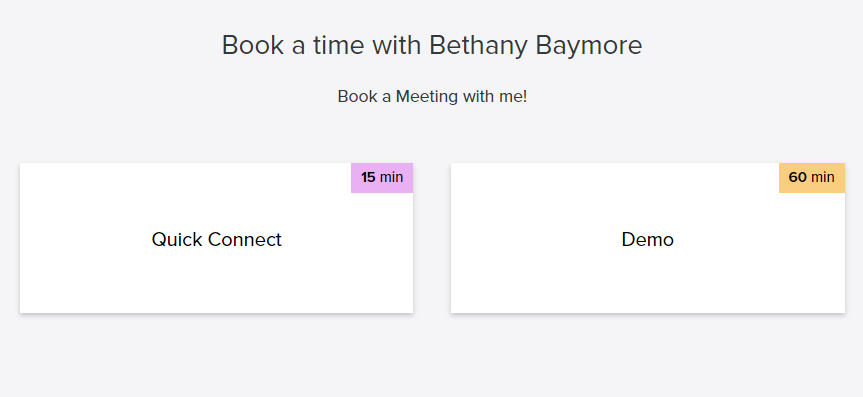 Book a time with Bethany Baymore
Book a Meeting with me!
15 min
Quick Connect
60 min
Demo